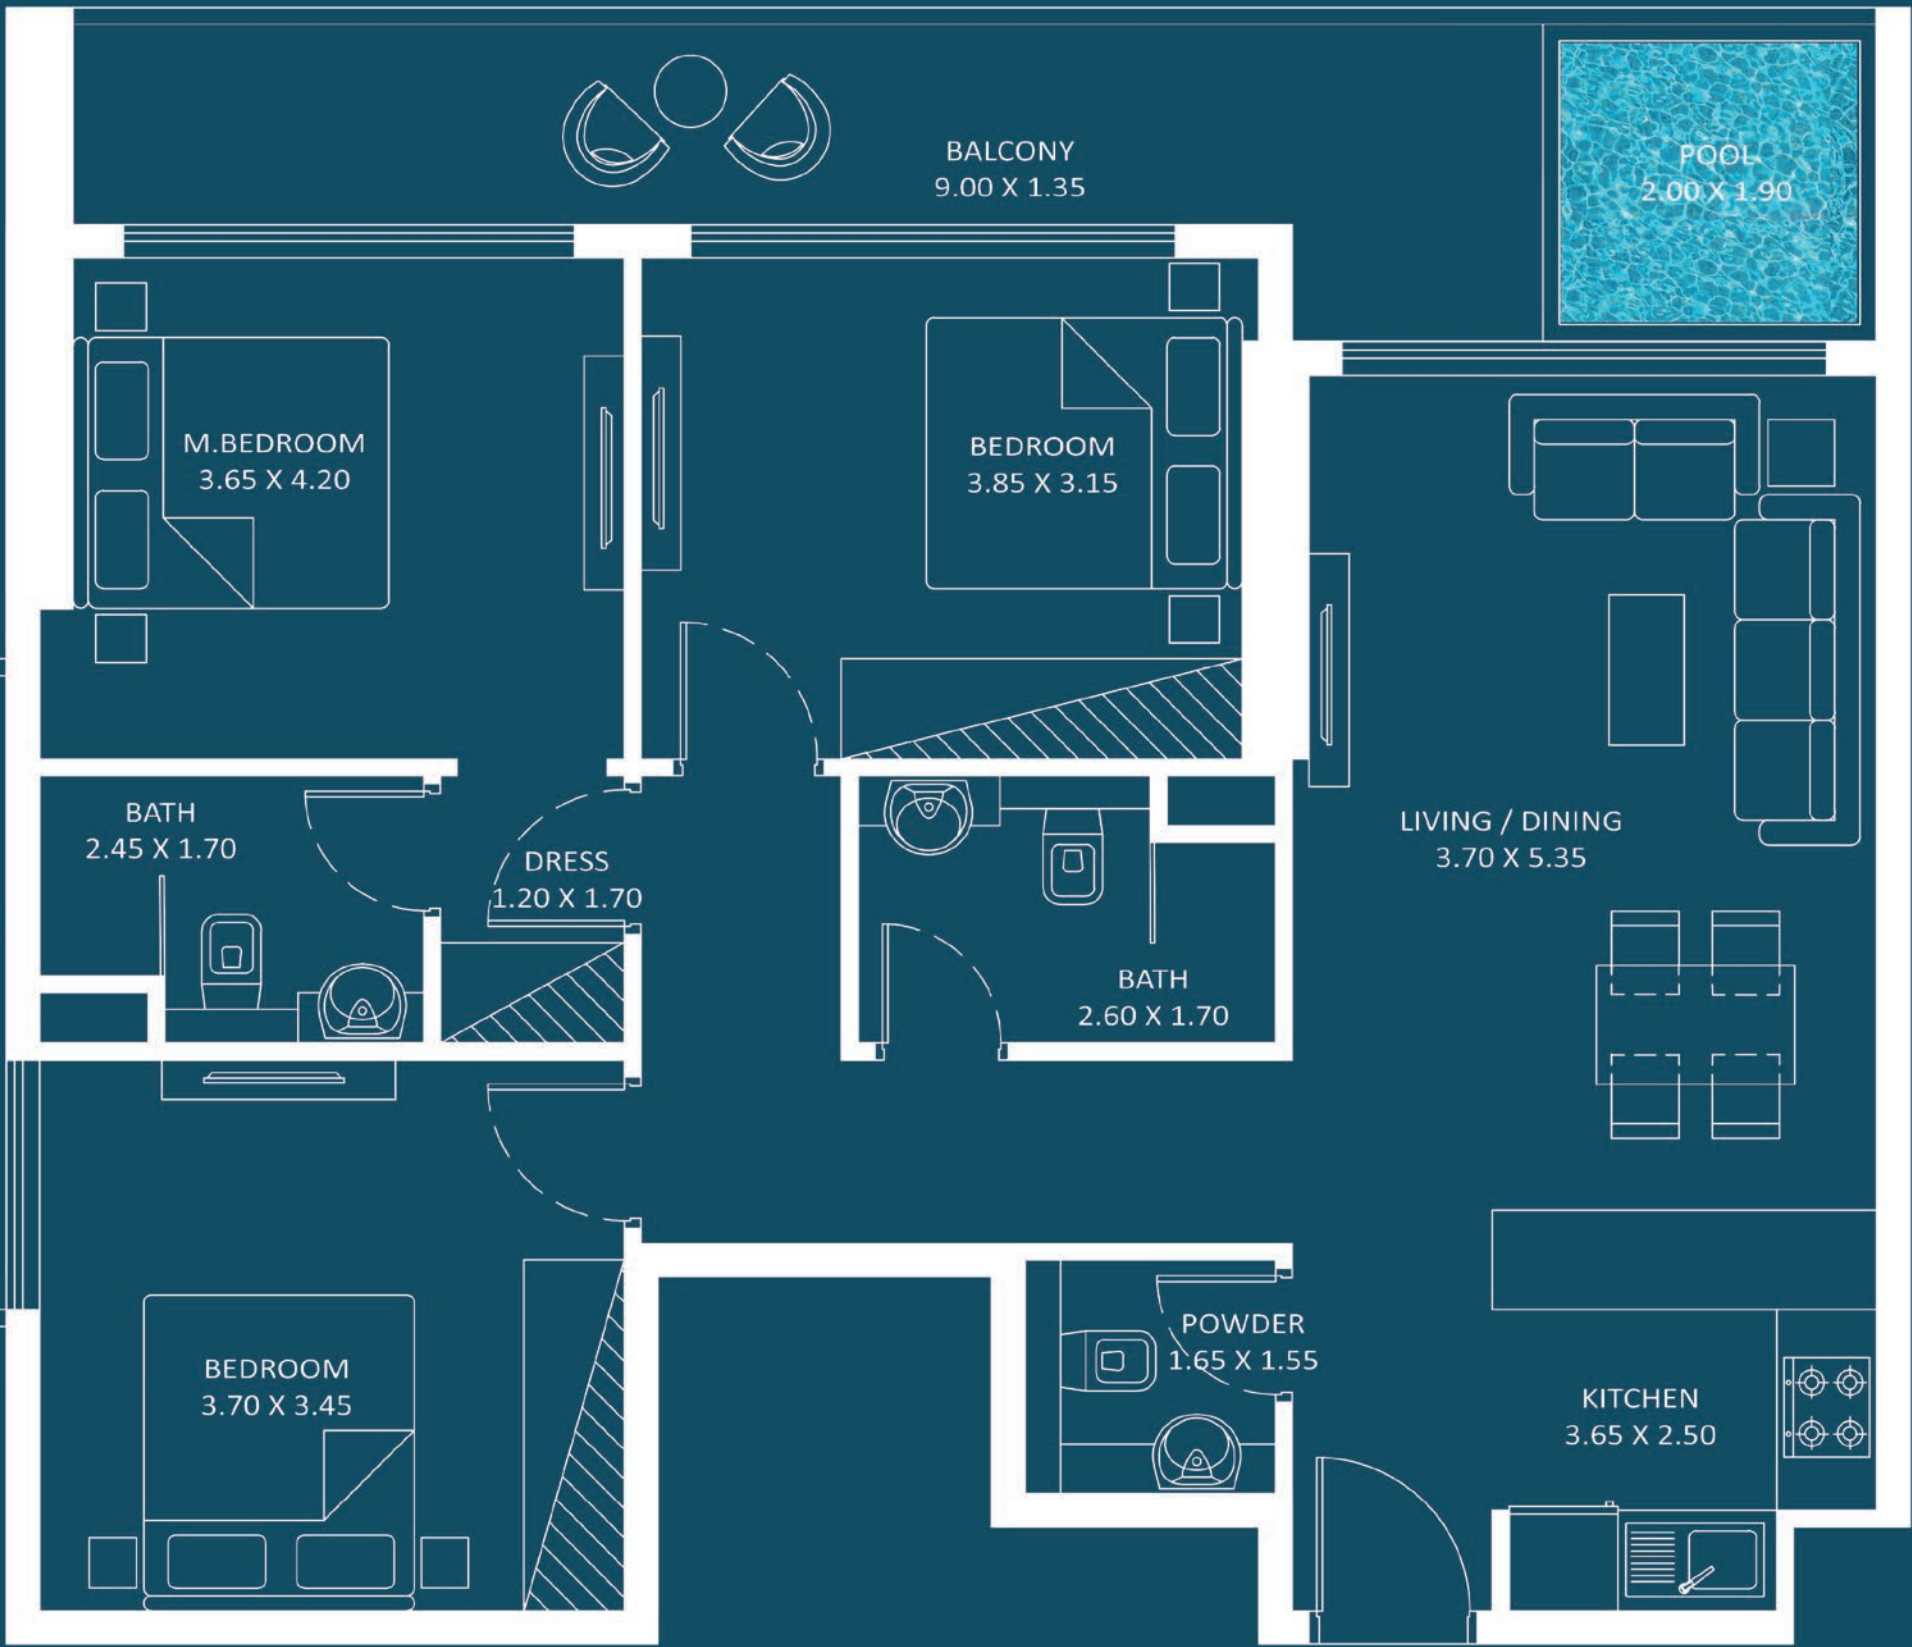 BALCONY
9.00 X 1.35
POOL
2.00 X 1.90
M.BEDROOM
3.65 X 4.20
BEDROOM
3.85 X 3.15
BATH
2.45 X 1.70
DRESS
1.20 X 1.70
LIVING / DINING
3.70 X 5.35
BATH
2.60 X 1.70
POWDER
1.65 X 1.55
BEDROOM
3.70 X 3.45
KITCHEN
3.65 X 2.50